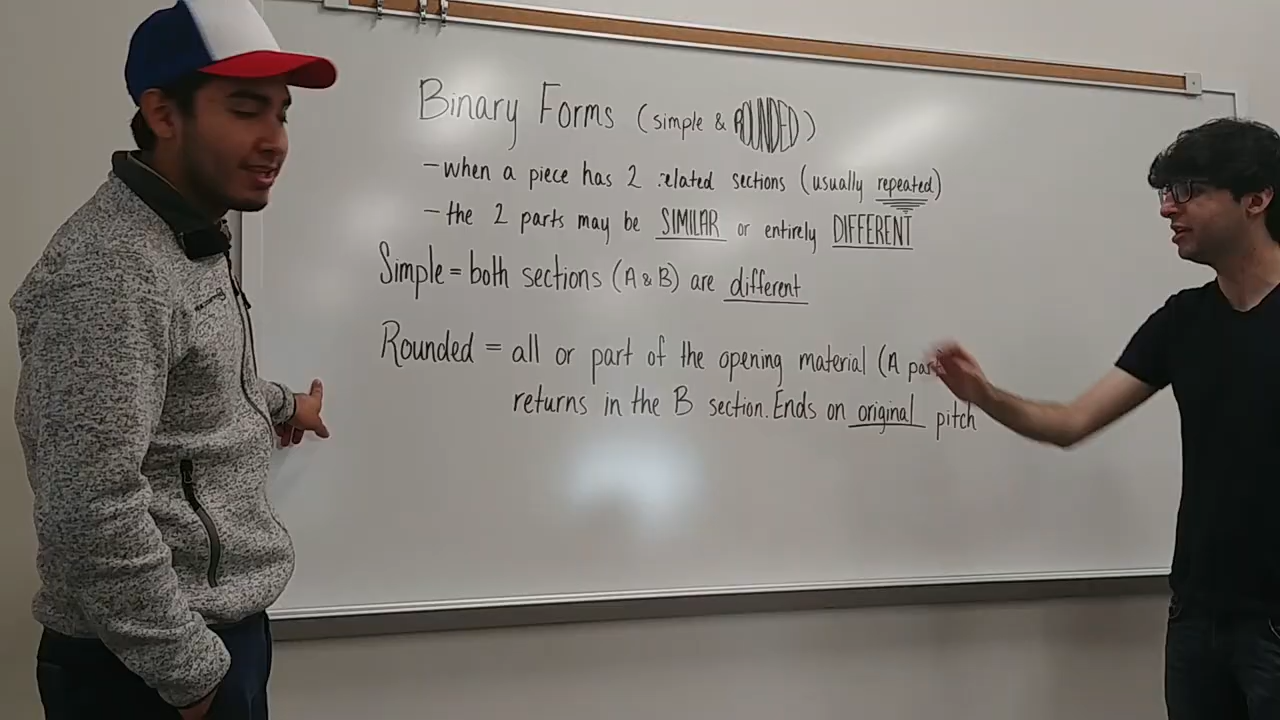 Binary Forms (simple & ROUNDED)
- when a piece has 2 related sections (usually repeated)
- the 2 parts may be SIMILAR or entirely DIFFERENT
Simple = both sections (A & B) are different
Rounded = all or part of the opening material (A part
returns in the B section. Ends on original pitch